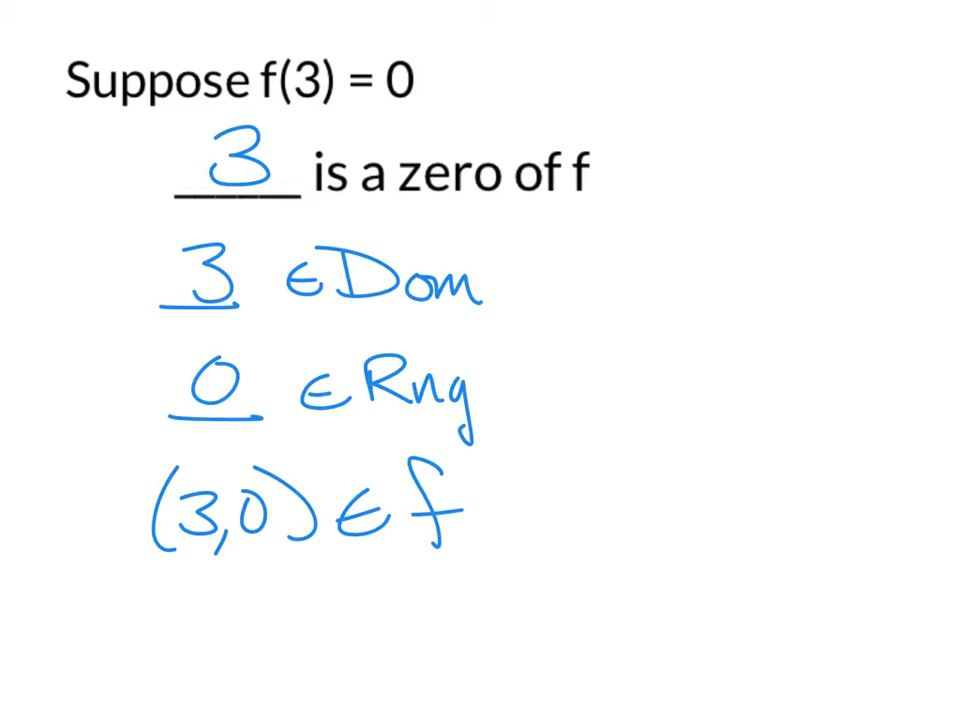 Suppose f(3) = 0
3 is a zero of f
3 ∈ Dom
0 ∈ Rng
(3,0) ∈ f